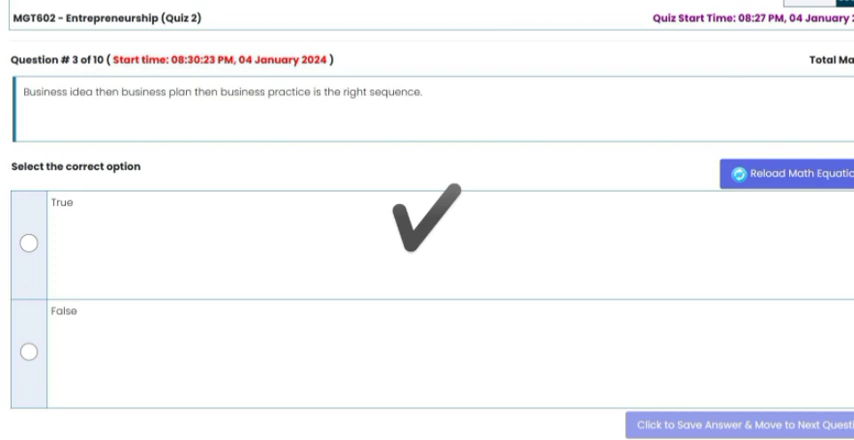 MGT602 - Entrepreneurship (Quiz 2)
Quiz Start Time: 08:27 PM, 04 January
Question # 3 of 10 ( Start time: 08:30:23 PM, 04 January 2024 )
Total Ma
Business idea then business plan then business practice is the right sequence.
Select the correct option
Reload Math Equatio
True
False
Click to Save Answer & Move to Next Questi